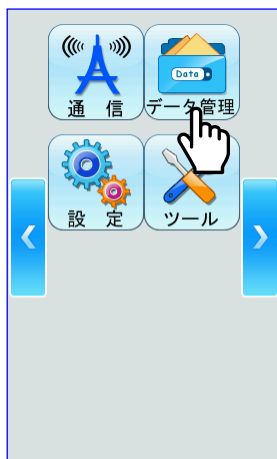 通　信
データ管理
Data
設　定
ツール